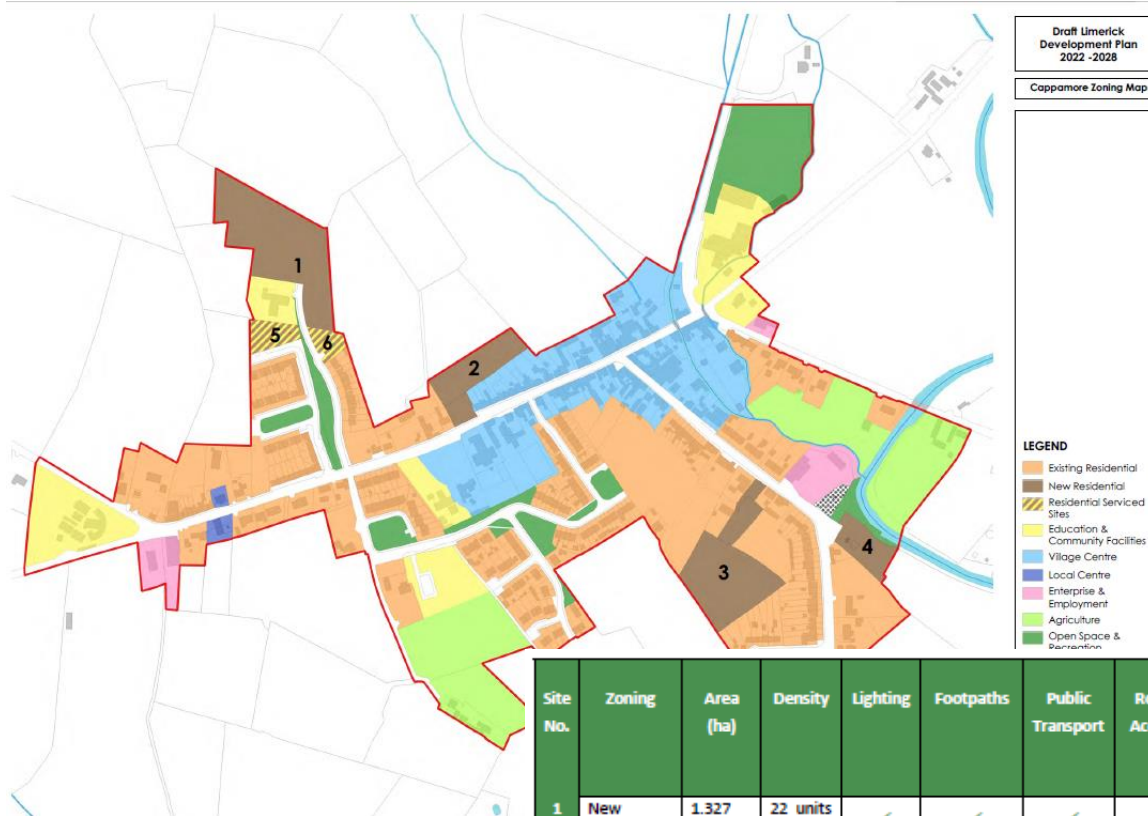 Draft Limerick
Development Plan
2022 -2028
Cappamore Zoning Map
1
5
6
2
3
4
LEGEND
Existing Residential
New Residential
Residential Serviced
Sites
Education &
Community Facilities
Village Centre
Local Centre
Enterprise &
Employment
Agriculture
Open Space &
Recreation
Site No. Zoning Area (ha) Density Lighting Footpaths Public Transport
1 New 1.327 22 units ✓ ✓ ✓